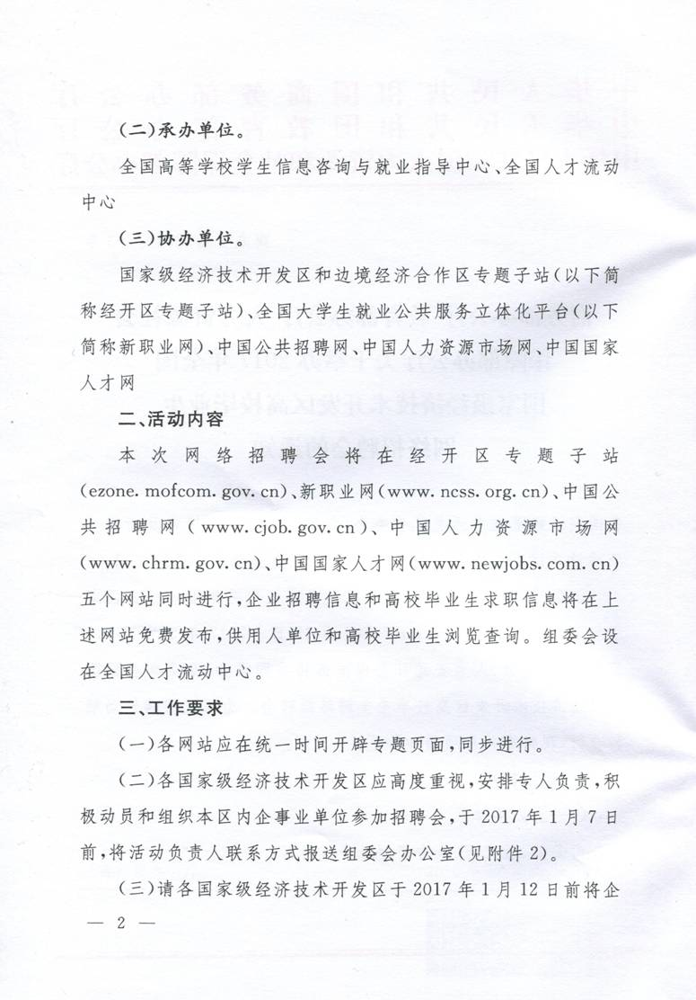 (二)承办单位。
全国高等学校学生信息咨询与就业指导中心、全国人才流动
中心
(三)协办单位。
国家级经济技术开发区和边境经济合作区专题子站(以下简
称经开区专题子站)、全国大学生就业公共服务立体化平台(以下
简称新职业网)、中国公共招聘网、中国人力资源市场网、中国国家
人才网
二、活动内容
本次网络招聘会将在经开区专题子站
(ezone.mofcom.gov.cn)、新职业网(www.ncss.org.cn)、中国公
共招聘网(www.cjob.gov.cn)、中国人力资源市场网
(www.chrm.gov.cn)、中国国家人才网(www.newjobs.com.cn)
五个网站同时进行,企业招聘信息和高校毕业生求职信息将在上
述网站免费发布,供用人单位和高校毕业生浏览查询。组委会设
在全国人才流动中心。
三、工作要求
(一)各网站应在统一时间开辟专题页面,同步进行。
(二)各国家级经济技术开发区应高度重视,安排专人负责,积
极动员和组织本区内企事业单位参加招聘会,于2017年1月7日
前,将活动负责人联系方式报送组委会办公室(见附件2)。
(三)请各国家级经济技术开发区于2017年1月12日前将企
— 2 —